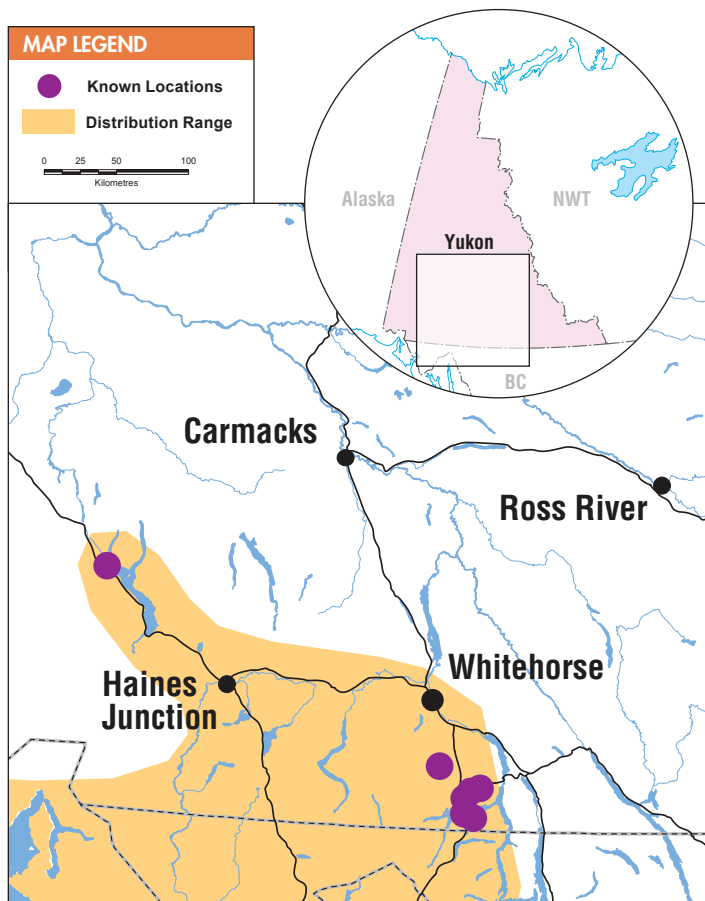 MAP LEGEND
Known Locations
Distribution Range
0 25 50 100
Kilometres
Alaska
NWT
Yukon
BC
Carmacks
Ross River
Whitehorse
Haines
Junction